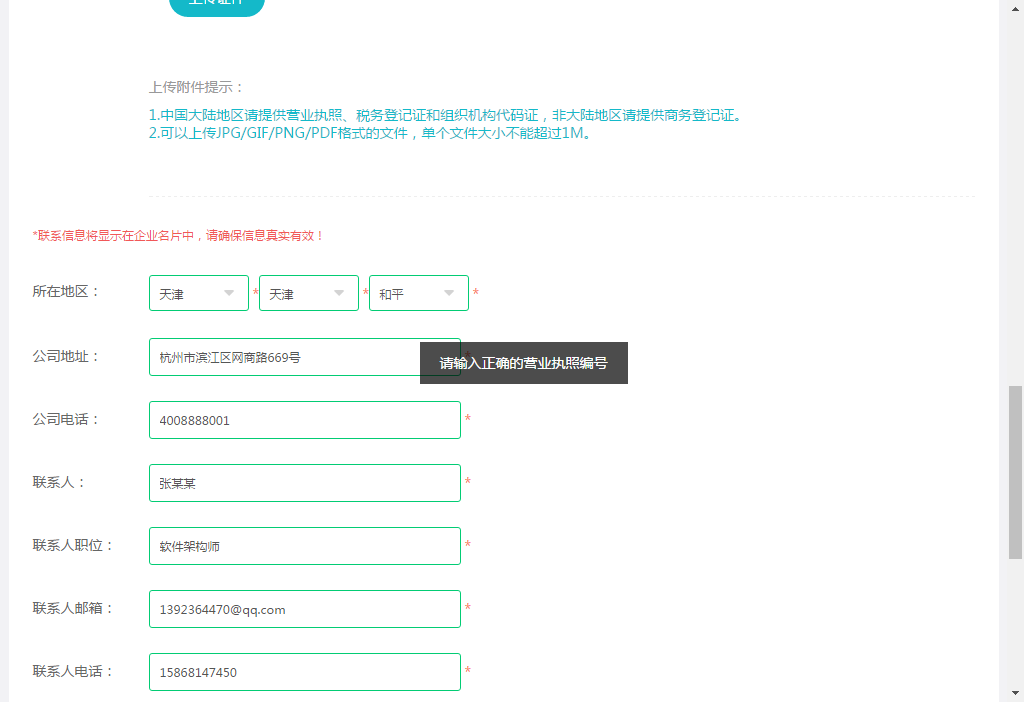 上传证件
上传附件提示：
1.中国大陆地区请提供营业执照、税务登记证和组织机构代码证，非大陆地区请提供商务登记证。
2.可以上传JPG/GIF/PNG/PDF格式的文件，单个文件大小不能超过1M。
*联系信息将显示在企业名片中，请确保信息真实有效！
所在地区： 天津 * 天津 * 和平 *
公司地址： 杭州市滨江区网商路669号
请输入正确的营业执照编号
公司电话： 4008888001 *
联系人： 张某某 *
联系人职位： 软件架构师 *
联系人邮箱： 1392364470@qq.com *
联系人电话： 15868147450 *